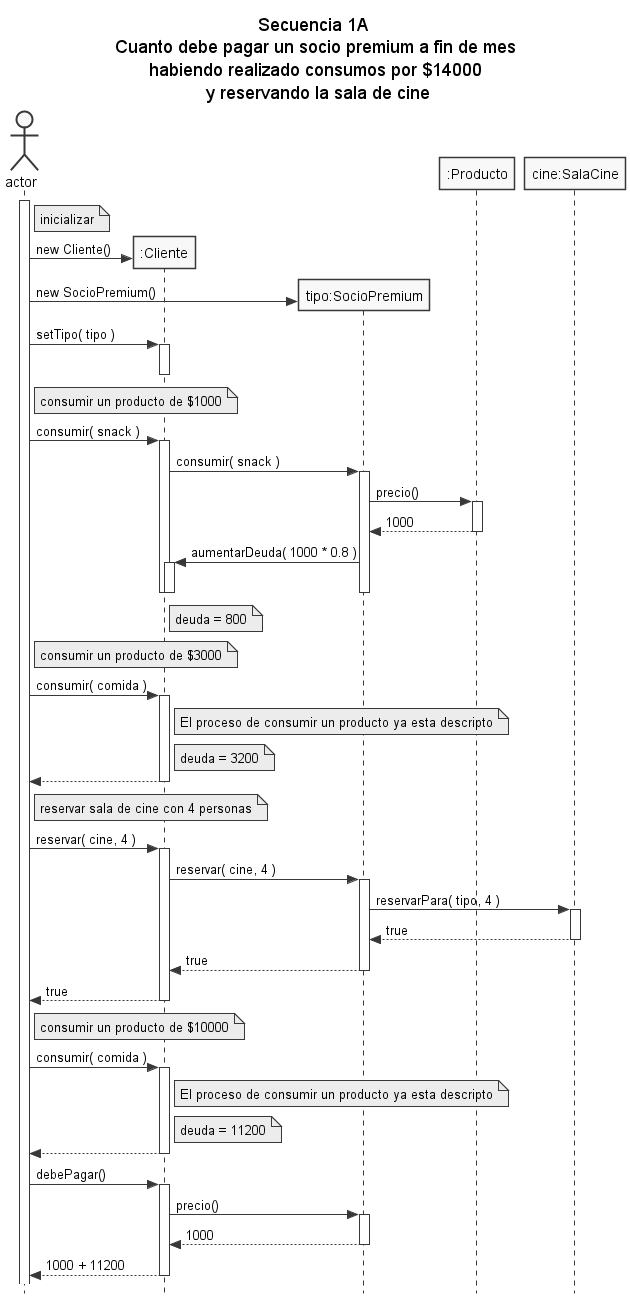 Secuencia 1A
Cuanto debe pagar un socio premium a fin de mes
habiendo realizado consumos por $14000
y reservando la sala de cine
actor
:Producto
cine:SalaCine
inicializar
new Cliente()
:Cliente
new SocioPremium()
tipo:SocioPremium
setTipo( tipo )
consumir un producto de $1000
consumir( snack )
consumir( snack )
precio()
1000
aumentarDeuda( 1000 * 0.8 )
deuda = 800
consumir un producto de $3000
consumir( comida )
El proceso de consumir un producto ya esta descripto
deuda = 3200
reservar sala de cine con 4 personas
reservar( cine, 4 )
reservar( cine, 4 )
reservarPara( tipo, 4 )
true
true
true
consumir un producto de $10000
consumir( comida )
El proceso de consumir un producto ya esta descripto
deuda = 11200
debePagar()
precio()
1000
1000 + 11200